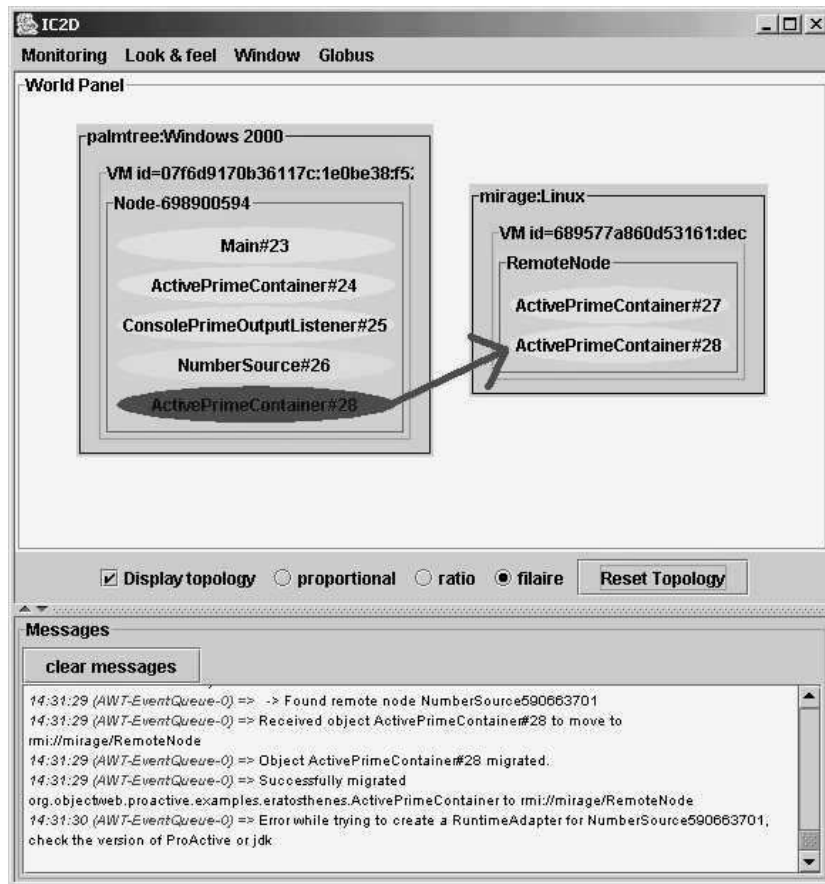 IC2D
Monitoring Look & feel Window Globus
World Panel
palmtree:Windows 2000
VM id=07f6d9170b36117c:1e0be38:f52
Node-698900594
Main#23
ActivePrimeContainer#24
ConsolePrimeOutputListener#25
NumberSource#26
ActivePrimeContainer#28
mirage:Linux
VM id=689577a860d53161:dec
RemoteNode
ActivePrimeContainer#27
ActivePrimeContainer#28
Display topology proportional ratio filaire Reset Topology
Messages
clear messages
14:31:29 (AWT-EventQueue-0) => -> Found remote node NumberSource590663701
14:31:29 (AWT-EventQueue-0) => Received object ActivePrimeContainer#28 to move to
rmi://mirage/RemoteNode
14:31:29 (AWT-EventQueue-0) => Object ActivePrimeContainer#28 migrated.
14:31:29 (AWT-EventQueue-0) => Successfully migrated
org.objectweb.proactive.examples.eratosthenes.ActivePrimeContainer to rmi://mirage/RemoteNode
14:31:30 (AWT-EventQueue-0) => Error while trying to create a RuntimeAdapter for NumberSource590663701,
check the version of ProActive or jdk